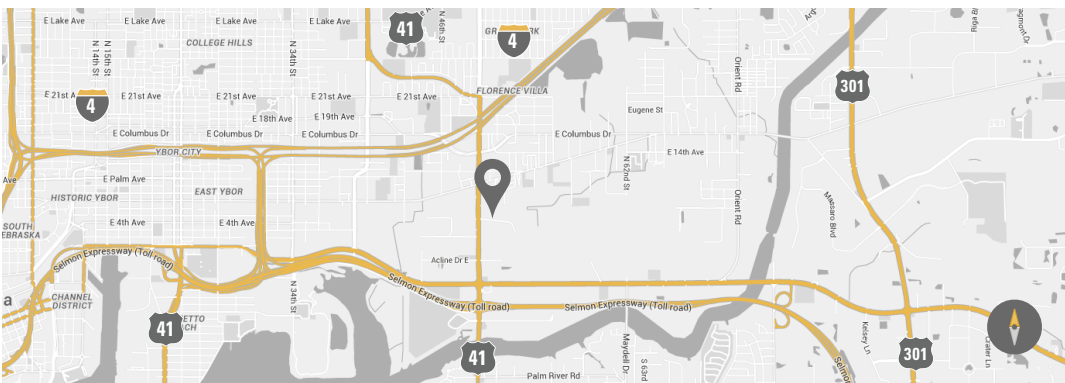 E Lake Ave
E Lake Ave
E Lake Ave
E Lake Ave
41
N 46th St
4
301
N 14th St
N 15th St
COLLEGE HILLS
N 34th St
Orient Rd
FLORENCE VILLA
4
E 21st Ave
E 21st Ave
E 21st Ave
E 21st Ave
E 18th Ave
E 19th Ave
Eugene St
E Columbus Dr
E Columbus Dr
E Columbus Dr
E Columbus Dr
YBOR CITY
E 14th Ave
N 62nd St
Ave
E Palm Ave
HISTORIC YBOR
EAST YBOR
Orient Rd
Massaro Blvd
E 4th Ave
E 4th Ave
SOUTH
Selmon Expressway (Toll road)
Acline Dr E
Selmon Expressway (Toll road)
Selmon Expressway (Toll road)
N 34th St
a
CHANNEL
DISTRICT
41
41
301
Kelsey Ln
Maydell Dr
S 63rd
Palm River Rd
Selmon